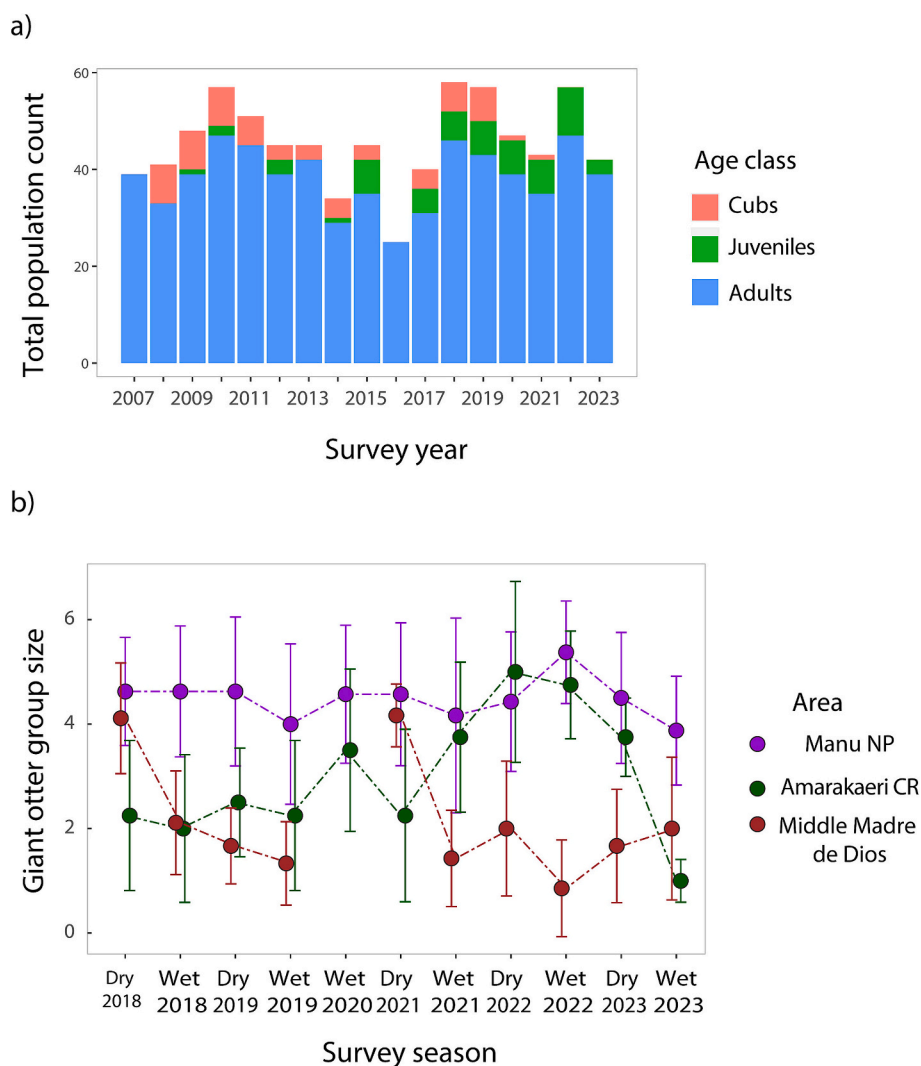 a)
Total population count
60
40
20
0
2007 2009 2011 2013 2015 2017 2019 2021 2023
Survey year
Age class
Cubs
Juveniles
Adults
b)
Giant otter group size
6
4
2
0
Dry Wet Dry Wet Wet Dry Wet Dry Wet Dry Wet
2018 2018 2019 2019 2020 2021 2021 2022 2022 2023 2023
Survey season
Area
Manu NP
Amarakaeri CR
Middle Madre
de Dios